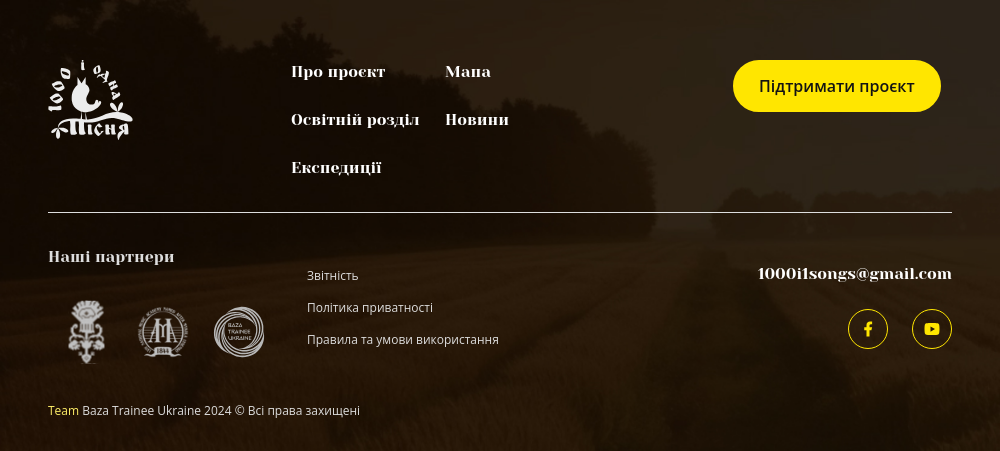 1000 і одна
пісня
Про проєкт
Мапа
Підтримати проєкт
Освітній розділ
Новини
Експедиції
Наші партнери
Звітність
1000i1songs@gmail.com
Політика приватності
BAZA
TRAINEE
UKRAINE
1844
Правила та умови використання
Team Baza Trainee Ukraine 2024 © Всі права захищені